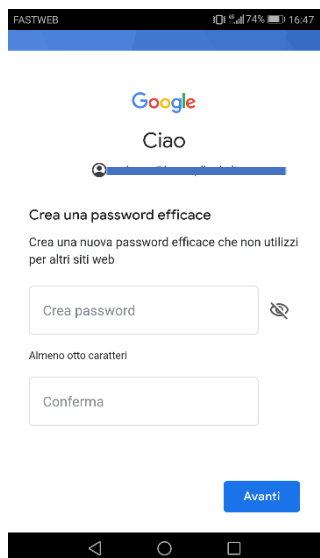 FASTWEB 74% 16:47
Google
Ciao
Crea una password efficace
Crea una nuova password efficace che non utilizzi
per altri siti web
Crea password
Almeno otto caratteri
Conferma
Avanti